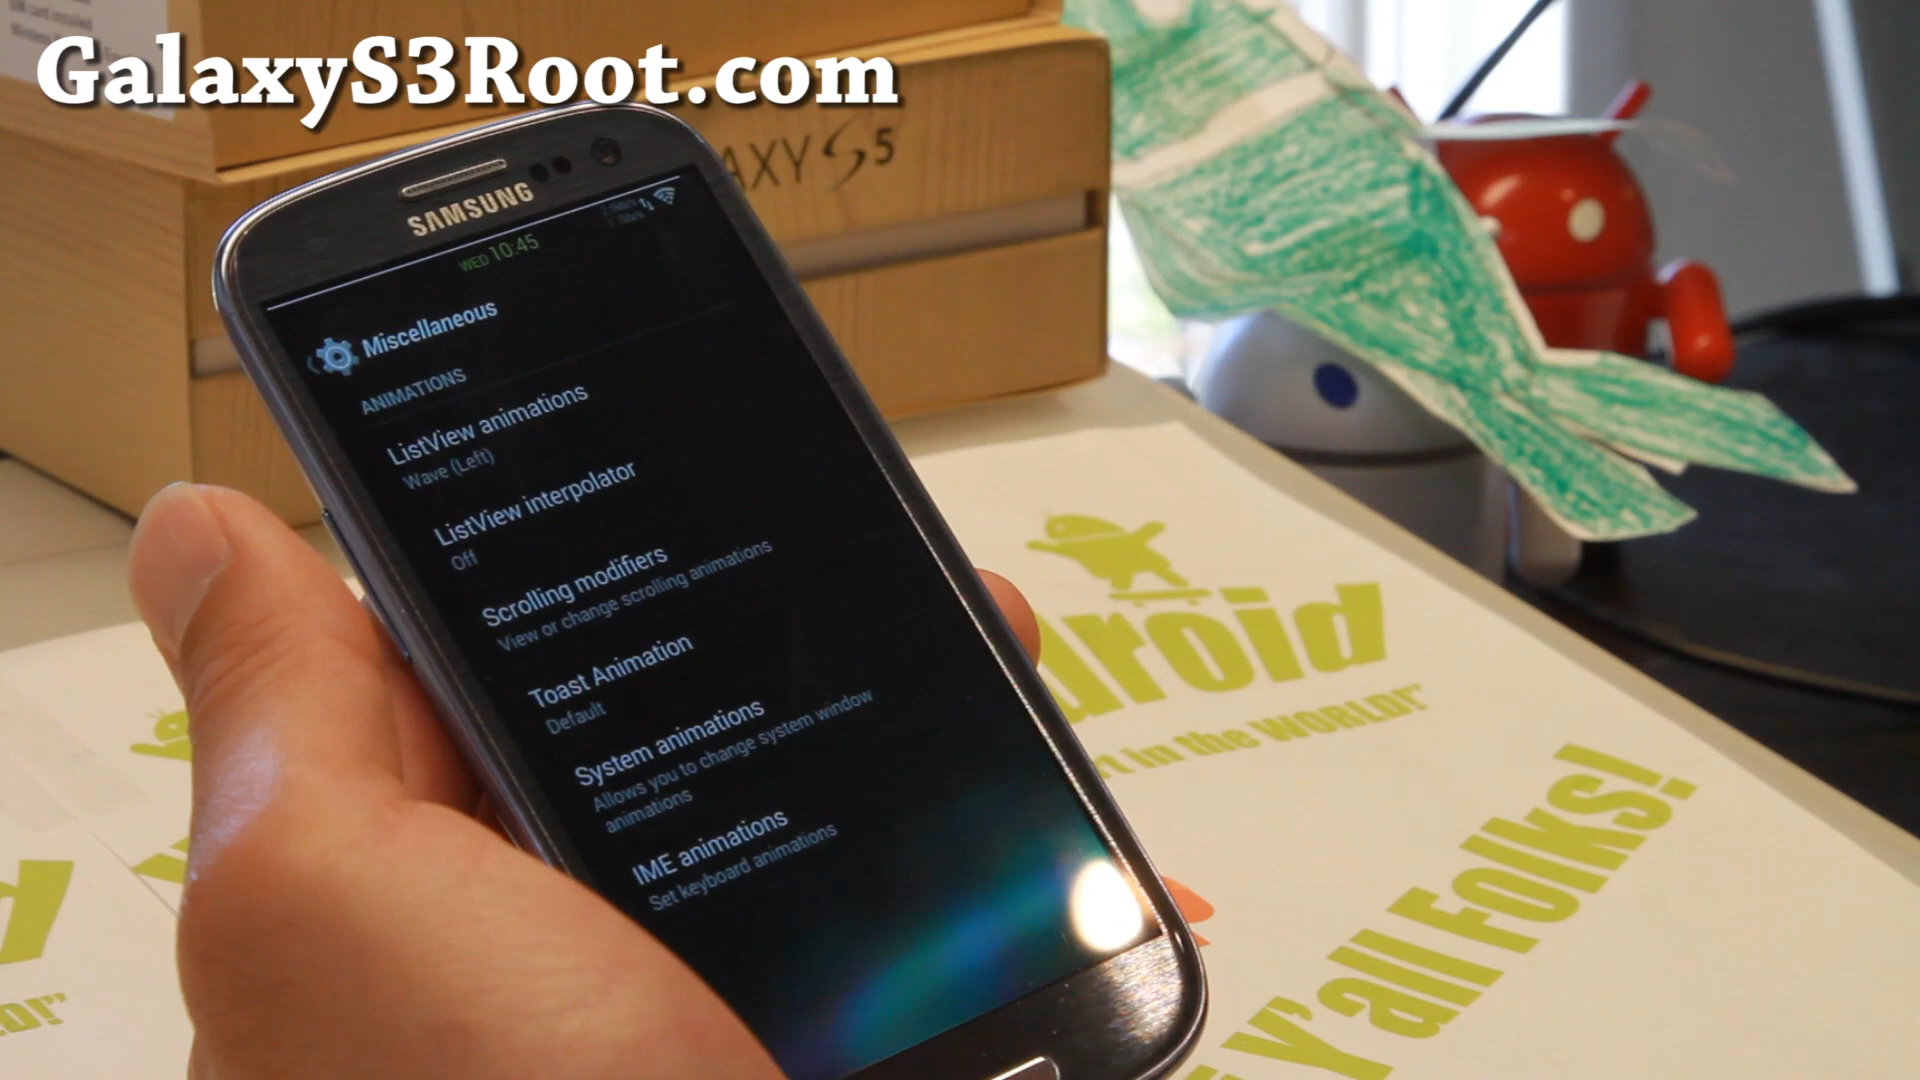 GalaxyS3Root.com
AXY S5
SAMSUNG
WED 10:45
Miscellaneous
ANIMATIONS
ListView animations
Wave (Left)
ListView interpolator
Off
Scrolling modifiers
View or change scrolling animations
Toast Animation
Default
System animations
Allows you to change system window
animations
IME animations
Set keyboard animations
droid
in the WORLD!"
Y'all Folks!